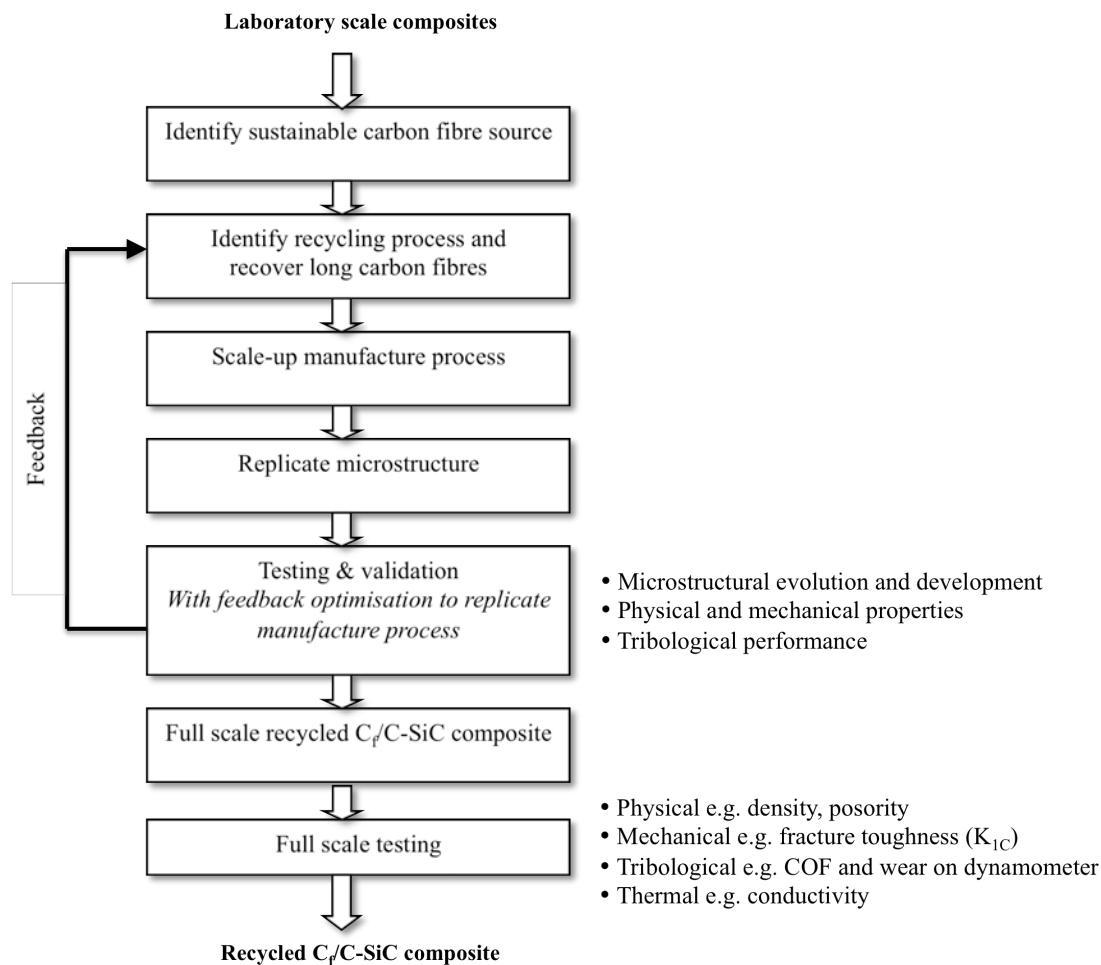 Laboratory scale composites
Identify sustainable carbon fibre source
Identify recycling process and
recover long carbon fibres
Scale-up manufacture process
Replicate microstructure
Feedback
Testing & validation
With feedback optimisation to replicate
manufacture process
• Microstructural evolution and development
• Physical and mechanical properties
• Tribological performance
Full scale recycled Cf/C-SiC composite
Full scale testing
• Physical e.g. density, posority
• Mechanical e.g. fracture toughness (K1C)
• Tribological e.g. COF and wear on dynamometer
• Thermal e.g. conductivity
Recycled Cf/C-SiC composite